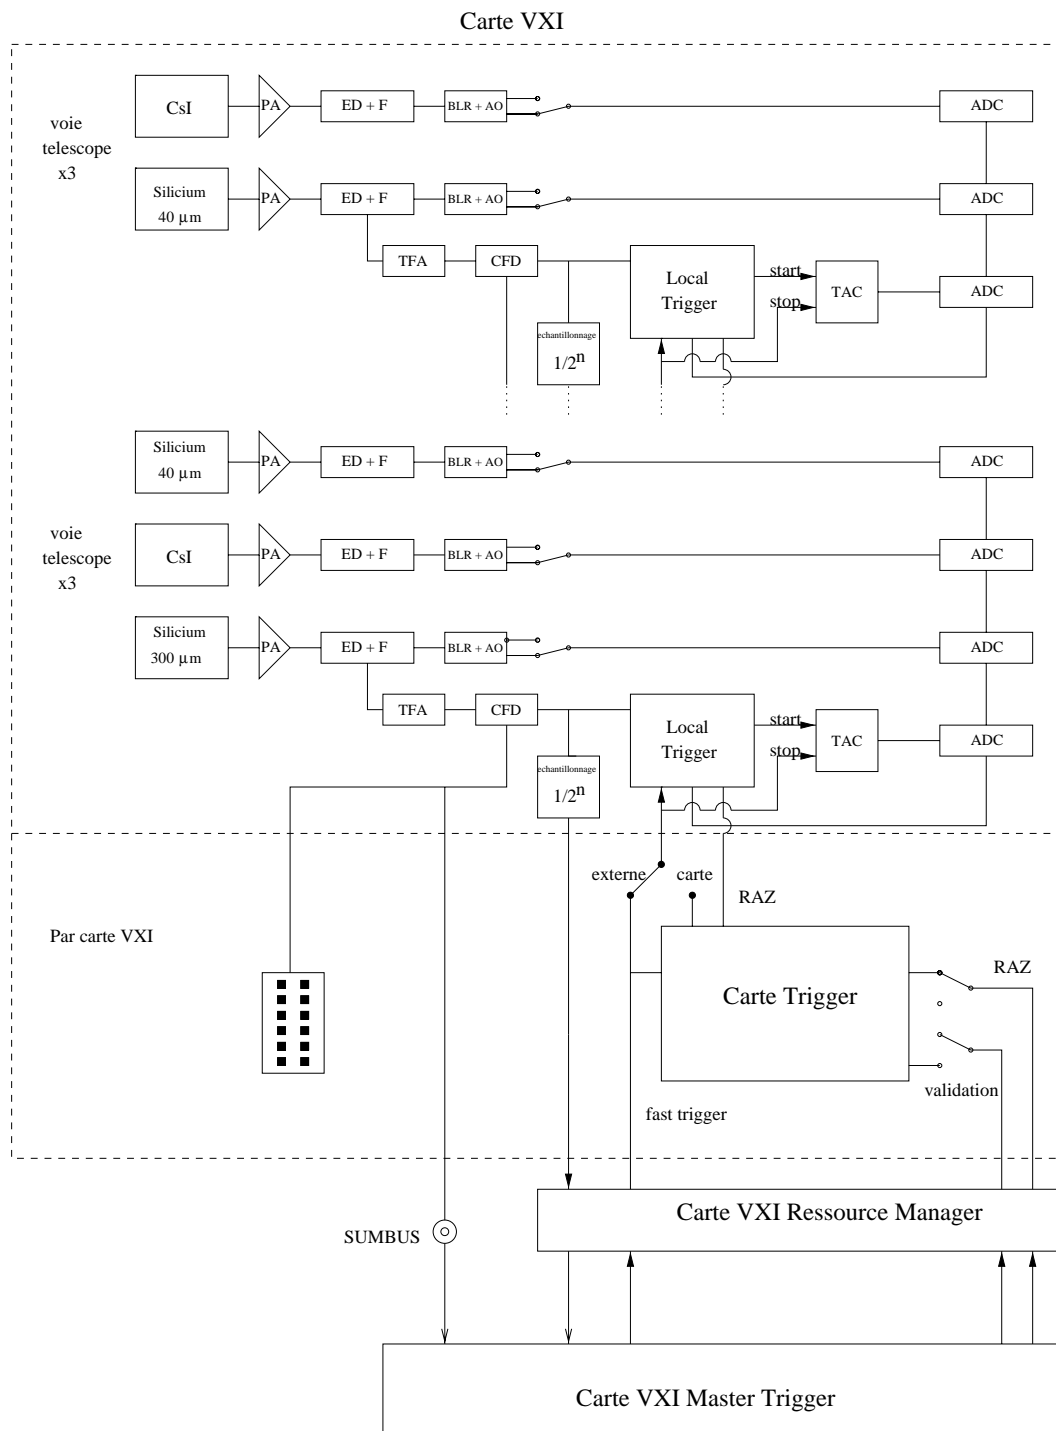 Carte VXI
voie
telescope
x3
CsI
PA
ED + F
BLR + AO
ADC
Silicium
40 µm
PA
ED + F
BLR + AO
ADC
TFA
CFD
echantillonnage
1/2n
Local
Trigger
start
stop
TAC
ADC
voie
telescope
x3
Silicium
40 µm
PA
ED + F
BLR + AO
ADC
CsI
PA
ED + F
BLR + AO
ADC
Silicium
300 µm
PA
ED + F
BLR + AO
ADC
TFA
CFD
echantillonnage
1/2n
Local
Trigger
start
stop
TAC
ADC
Par carte VXI
externe
carte
RAZ
Carte Trigger
RAZ
validation
fast trigger
Carte VXI Ressource Manager
SUMBUS
Carte VXI Master Trigger